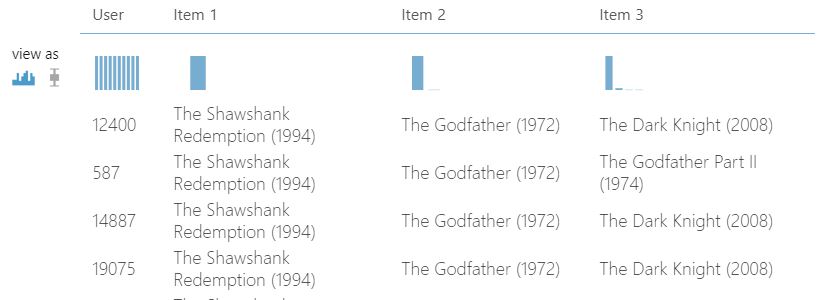 User Item 1 Item 2 Item 3
view as
12400 The Shawshank Redemption (1994) The Godfather (1972) The Dark Knight (2008)
587 The Shawshank Redemption (1994) The Godfather (1972) The Godfather Part II (1974)
14887 The Shawshank Redemption (1994) The Godfather (1972) The Dark Knight (2008)
19075 The Shawshank Redemption (1994) The Godfather (1972) The Dark Knight (2008)